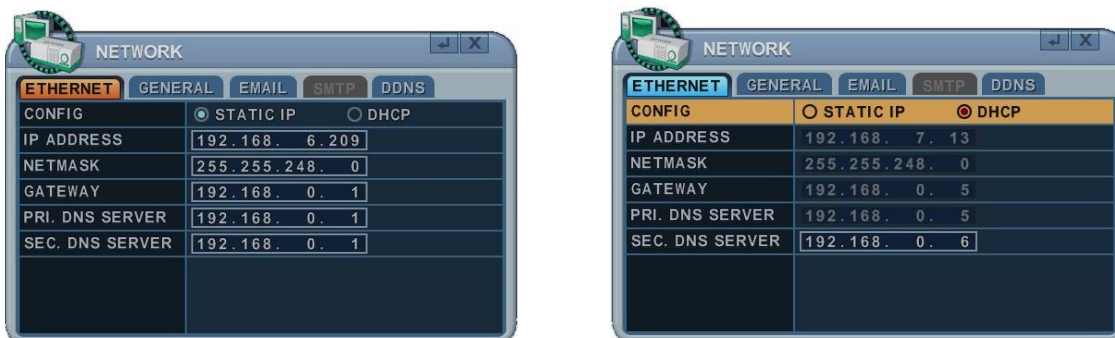 NETWORK
ETHERNET GENERAL EMAIL SMTP DDNS
CONFIG STATIC IP DHCP
IP ADDRESS 192.168. 6.209
NETMASK 255.255.248. 0
GATEWAY 192.168. 0. 1
PRI. DNS SERVER 192.168. 0. 1
SEC. DNS SERVER 192.168. 0. 1
NETWORK
ETHERNET GENERAL EMAIL SMTP DDNS
CONFIG STATIC IP DHCP
IP ADDRESS 192.168. 7. 13
NETMASK 255.255.248. 0
GATEWAY 192.168. 0. 5
PRI. DNS SERVER 192.168. 0. 5
SEC. DNS SERVER 192.168. 0. 6